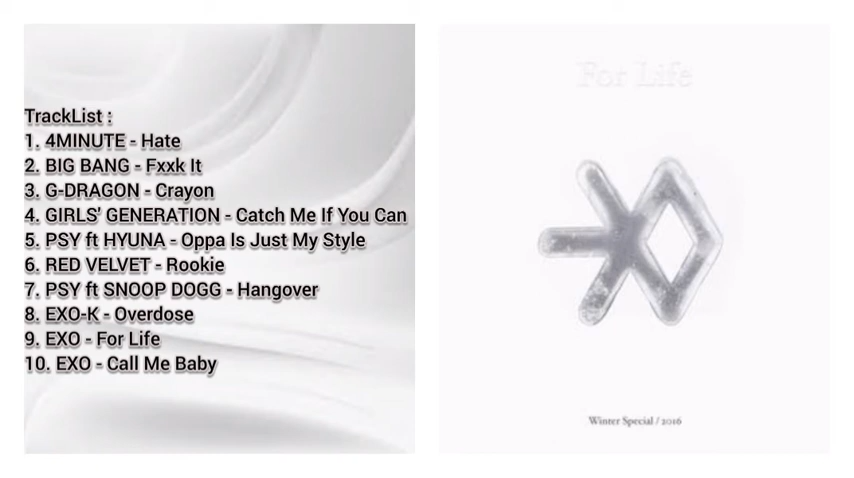 TrackList :
1. 4MINUTE - Hate
2. BIG BANG - Fxxk It
3. G-DRAGON - Crayon
4. GIRLS' GENERATION - Catch Me If You Can
5. PSY ft HYUNA - Oppa Is Just My Style
6. RED VELVET - Rookie
7. PSY ft SNOOP DOGG - Hangover
8. EXO-K - Overdose
9. EXO - For Life
10. EXO - Call Me Baby
For Life
Winter Special / 2016